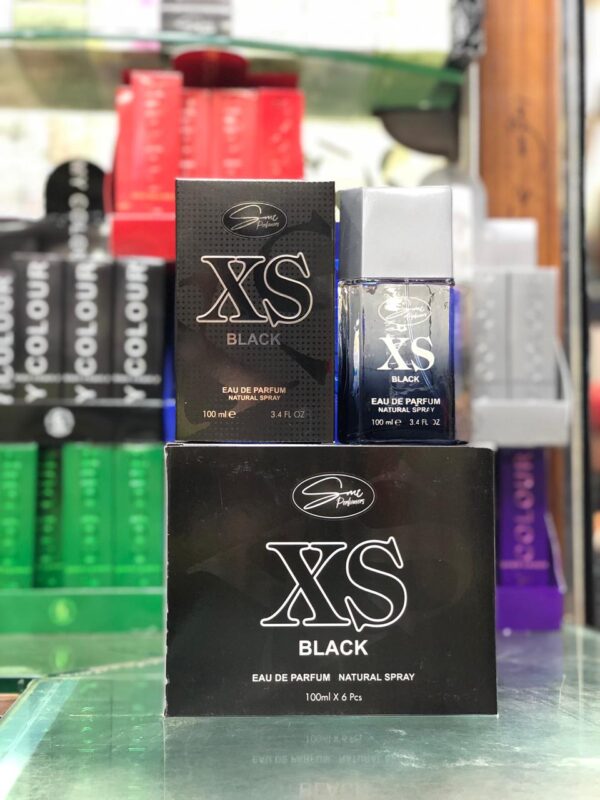 Some
Perfumers
XS
BLACK
EAU DE PARFUM
NATURAL SPRAY
100 ml e 3.4 FL OZ
XS
BLACK
EAU DE PARFUM
NATURAL SPRAY
100 ml e 3.4 FL OZ
Some
Perfumers
XS
BLACK
EAU DE PARFUM NATURAL SPRAY
100ml X 6 Pcs
Y COLOUR
Y COLOUR
Y COLOUR
COLOUR